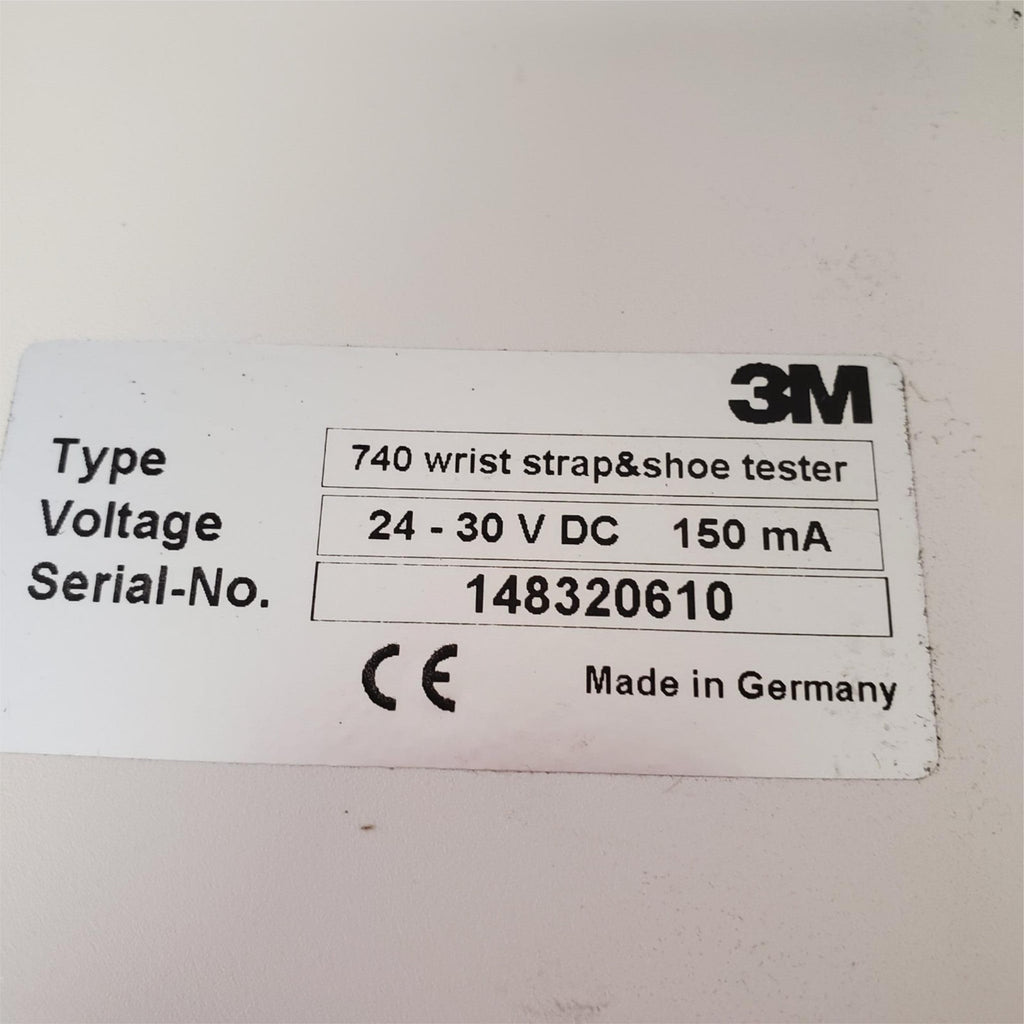 3M
Type 740 wrist strap&shoe tester
Voltage 24 - 30 V DC 150 mA
Serial-No. 148320610
CE Made in Germany